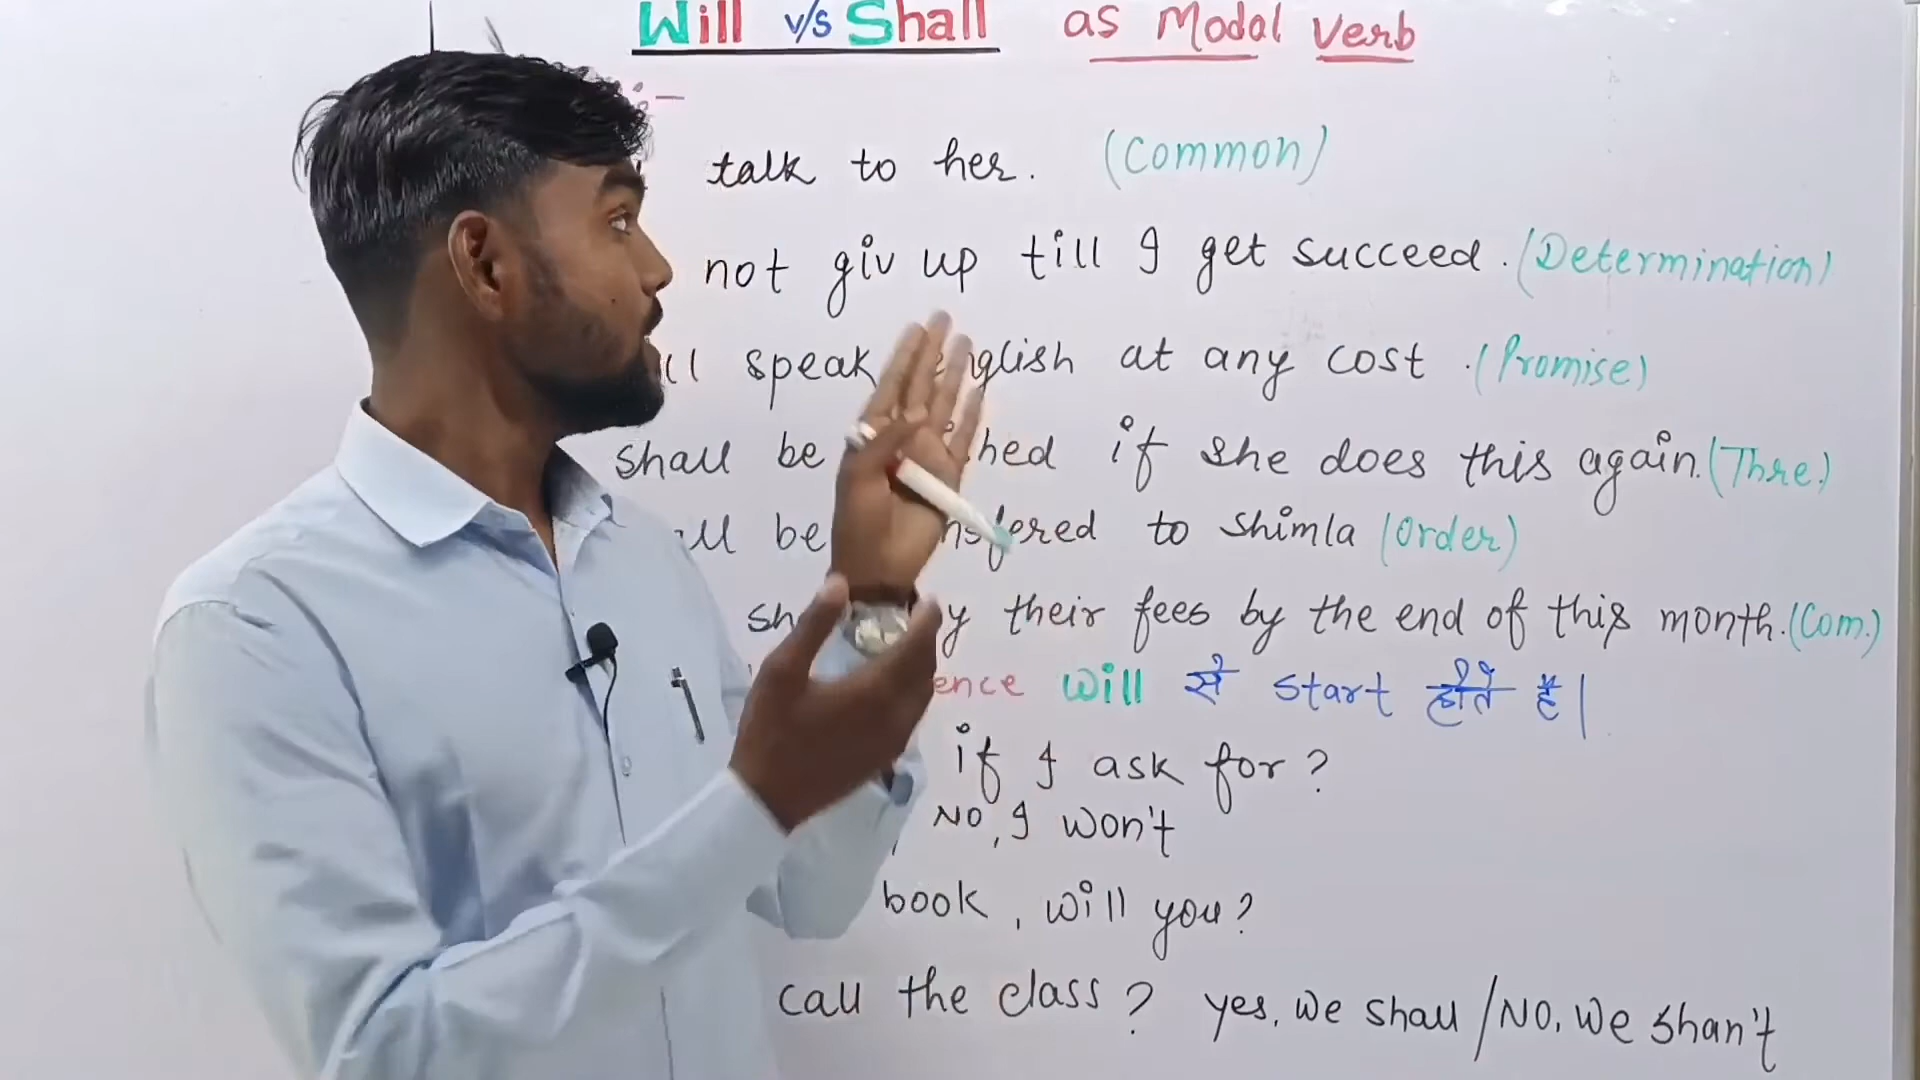 Will v/s Shall as Modal Verb
:-
talk to her. (Common)
not giv up till I get succeed. (Determination)
speak at any cost. (Promise)
shall be if she does this again. (Thre.)
be to Shimla (Order)
their fees by the end of this month. (Com.)
Will से start होते हैं|
if I ask for?
No, I won't
book, will you?
call the class? yes, we shall / No, we shan't